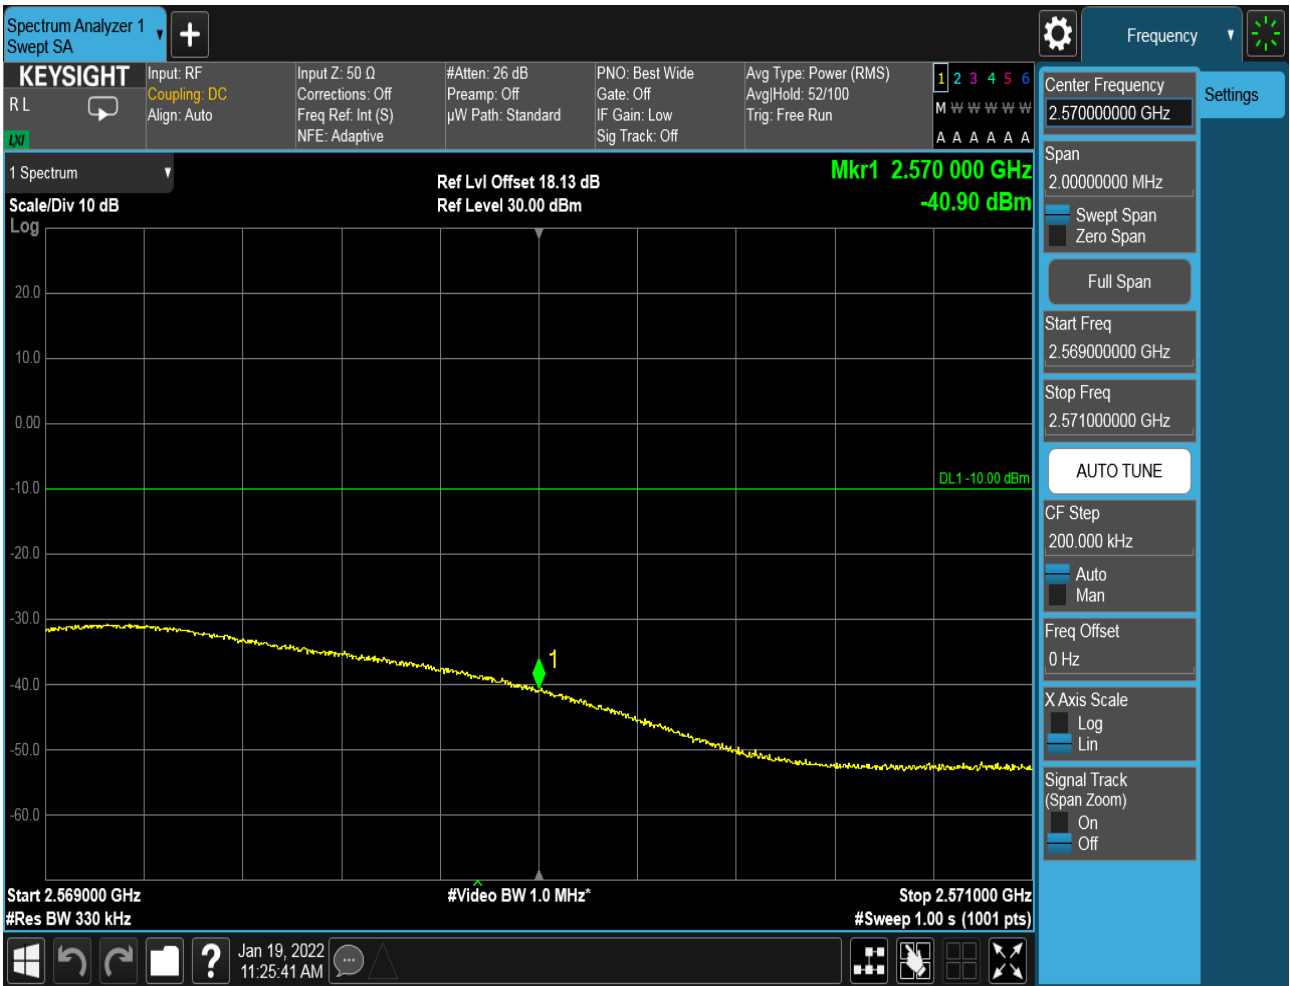 Spectrum Analyzer 1
Swept SA
Frequency
KEYSIGHT
R L
LXI
Input: RF
Coupling: DC
Align: Auto
Input Z: 50 Ω
Corrections: Off
Freq Ref: Int (S)
NFE: Adaptive
#Atten: 26 dB
Preamp: Off
µW Path: Standard
PNO: Best Wide
Gate: Off
IF Gain: Low
Sig Track: Off
Avg Type: Power (RMS)
Avg|Hold: 52/100
Trig: Free Run
1 2 3 4 5 6
M W W W W W
A A A A A A
Settings
Center Frequency
2.570000000 GHz
Span
2.00000000 MHz
Swept Span
Zero Span
Full Span
Start Freq
2.569000000 GHz
Stop Freq
2.571000000 GHz
AUTO TUNE
CF Step
200.000 kHz
Auto
Man
Freq Offset
0 Hz
X Axis Scale
Log
Lin
Signal Track
(Span Zoom)
On
Off
1 Spectrum
Scale/Div 10 dB
Log
Ref Lvl Offset 18.13 dB
Ref Level 30.00 dBm
Mkr1 2.570 000 GHz
-40.90 dBm
20.0
10.0
0.00
DL1 -10.00 dBm
-10.0
-20.0
-30.0
1
-40.0
-50.0
-60.0
Start 2.569000 GHz
#Video BW 1.0 MHz*
Stop 2.571000 GHz
#Res BW 330 kHz
#Sweep 1.00 s (1001 pts)
?
Jan 19, 2022
11:25:41 AM